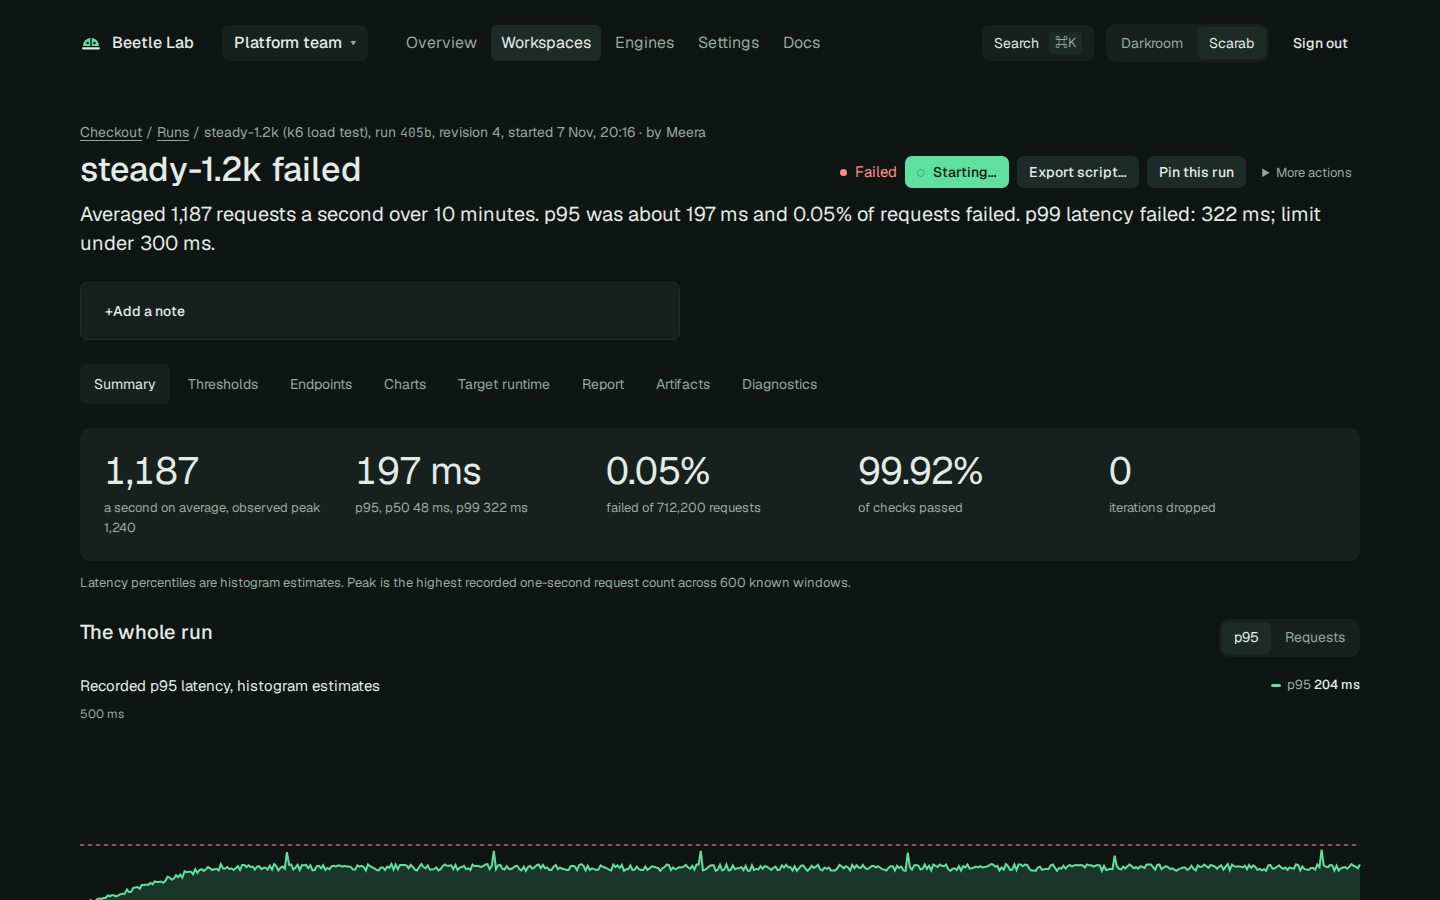 Beetle Lab
Platform team
Overview
Workspaces
Engines
Settings
Docs
Search ⌘K
Darkroom
Scarab
Sign out
Checkout / Runs / steady-1.2k (k6 load test), run 405b, revision 4, started 7 Nov, 20:16 · by Meera
steady-1.2k failed
Failed
Starting…
Export script…
Pin this run
More actions
Averaged 1,187 requests a second over 10 minutes. p95 was about 197 ms and 0.05% of requests failed. p99 latency failed: 322 ms; limit
under 300 ms.
+Add a note
Summary
Thresholds
Endpoints
Charts
Target runtime
Report
Artifacts
Diagnostics
1,187
a second on average, observed peak
1,240
197 ms
p95, p50 48 ms, p99 322 ms
0.05%
failed of 712,200 requests
99.92%
of checks passed
0
iterations dropped
Latency percentiles are histogram estimates. Peak is the highest recorded one-second request count across 600 known windows.
The whole run
p95
Requests
Recorded p95 latency, histogram estimates
p95 204 ms
500 ms